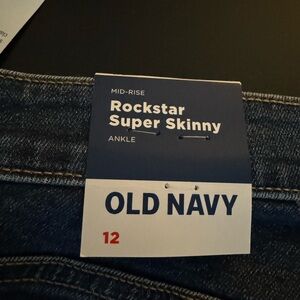 MID-RISE
Rockstar
Super Skinny
ANKLE
OLD NAVY
12